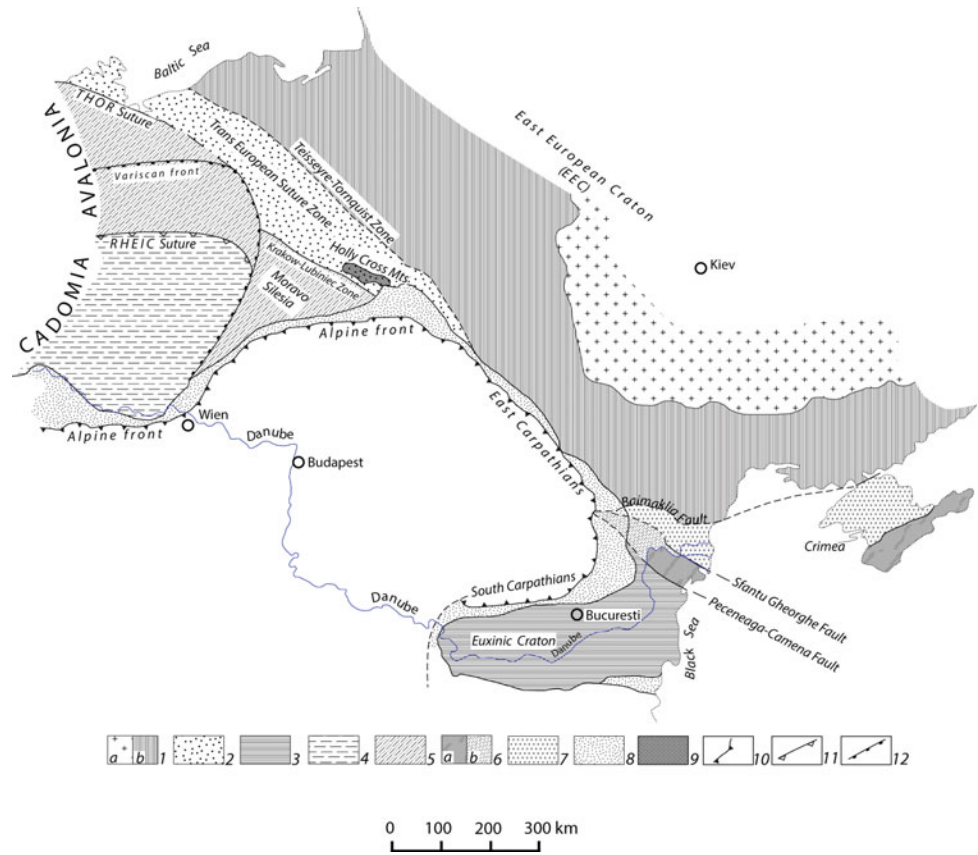 Baltic Sea
THOR Suture
AVALONIA
Variscan front
RHEIC Suture
CADOMIA
Trans European Suture Zone
Teisseyre-Tornquist Zone
East European Craton
(EEC)
Kiev
Holly Cross Mts.
Krakow-Lubiniec Zone
Moravo
Silesia
Alpine front
Wien
Alpine front
Danube
Budapest
East Carpathians
Baimaklia Fault
Crimea
South Carpathians
Danube
Bucuresti
Euxinic Craton
Danube
Black Sea
Sfantu Gheorghe Fault
Peceneaga-Camena Fault
a b 1 2 3 4 5 a b 6 7 8 9 10 11 12
0 100 200 300 km